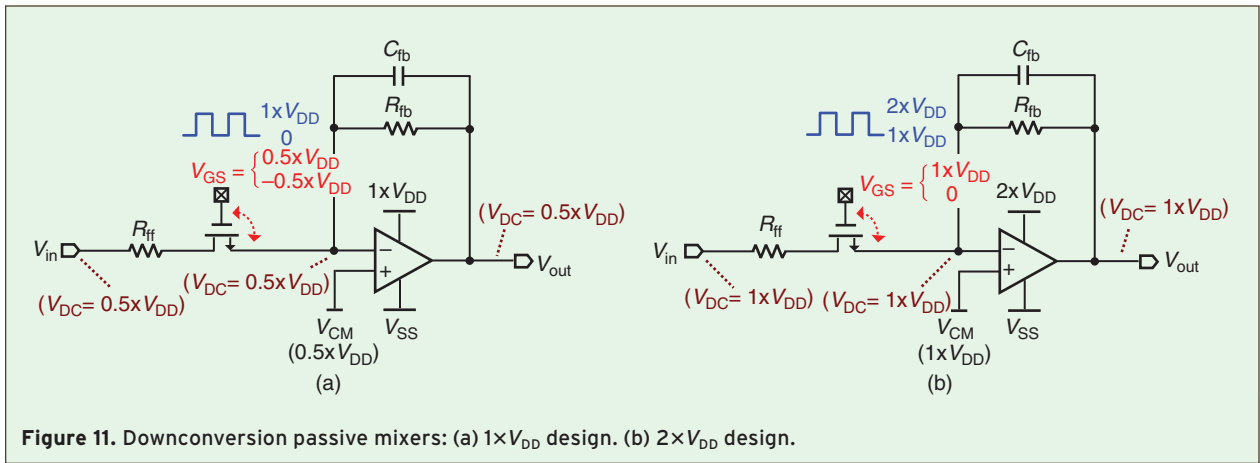 C_fb
R_fb
1xV_DD
0
V_GS = { 0.5xV_DD
−0.5xV_DD
1xV_DD
(V_DC= 0.5xV_DD)
R_ff
V_in
−
+
V_out
(V_DC= 0.5xV_DD)
(V_DC= 0.5xV_DD)
V_CM
V_SS
(0.5xV_DD)
(a)
C_fb
R_fb
2xV_DD
1xV_DD
V_GS = { 1xV_DD
0
2xV_DD
(V_DC= 1xV_DD)
R_ff
V_in
−
+
V_out
(V_DC= 1xV_DD)
(V_DC= 1xV_DD)
V_CM
V_SS
(1xV_DD)
(b)
Figure 11. Downconversion passive mixers: (a) 1×V_DD design. (b) 2×V_DD design.